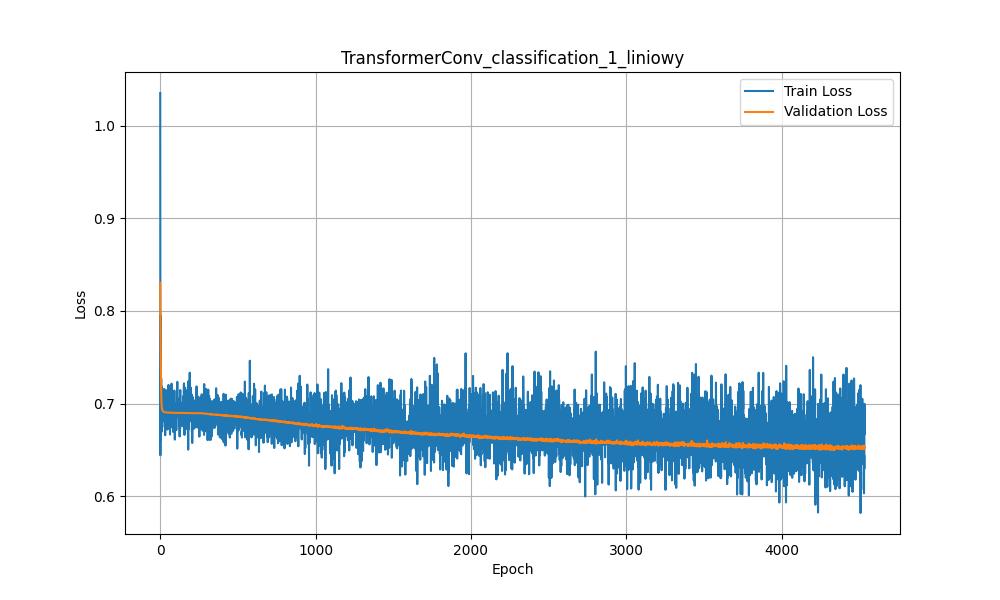 TransformerConv_classification_1_liniowy
Train Loss
Validation Loss
1.0
0.9
0.8
0.7
0.6
Loss
0
1000
2000
3000
4000
Epoch